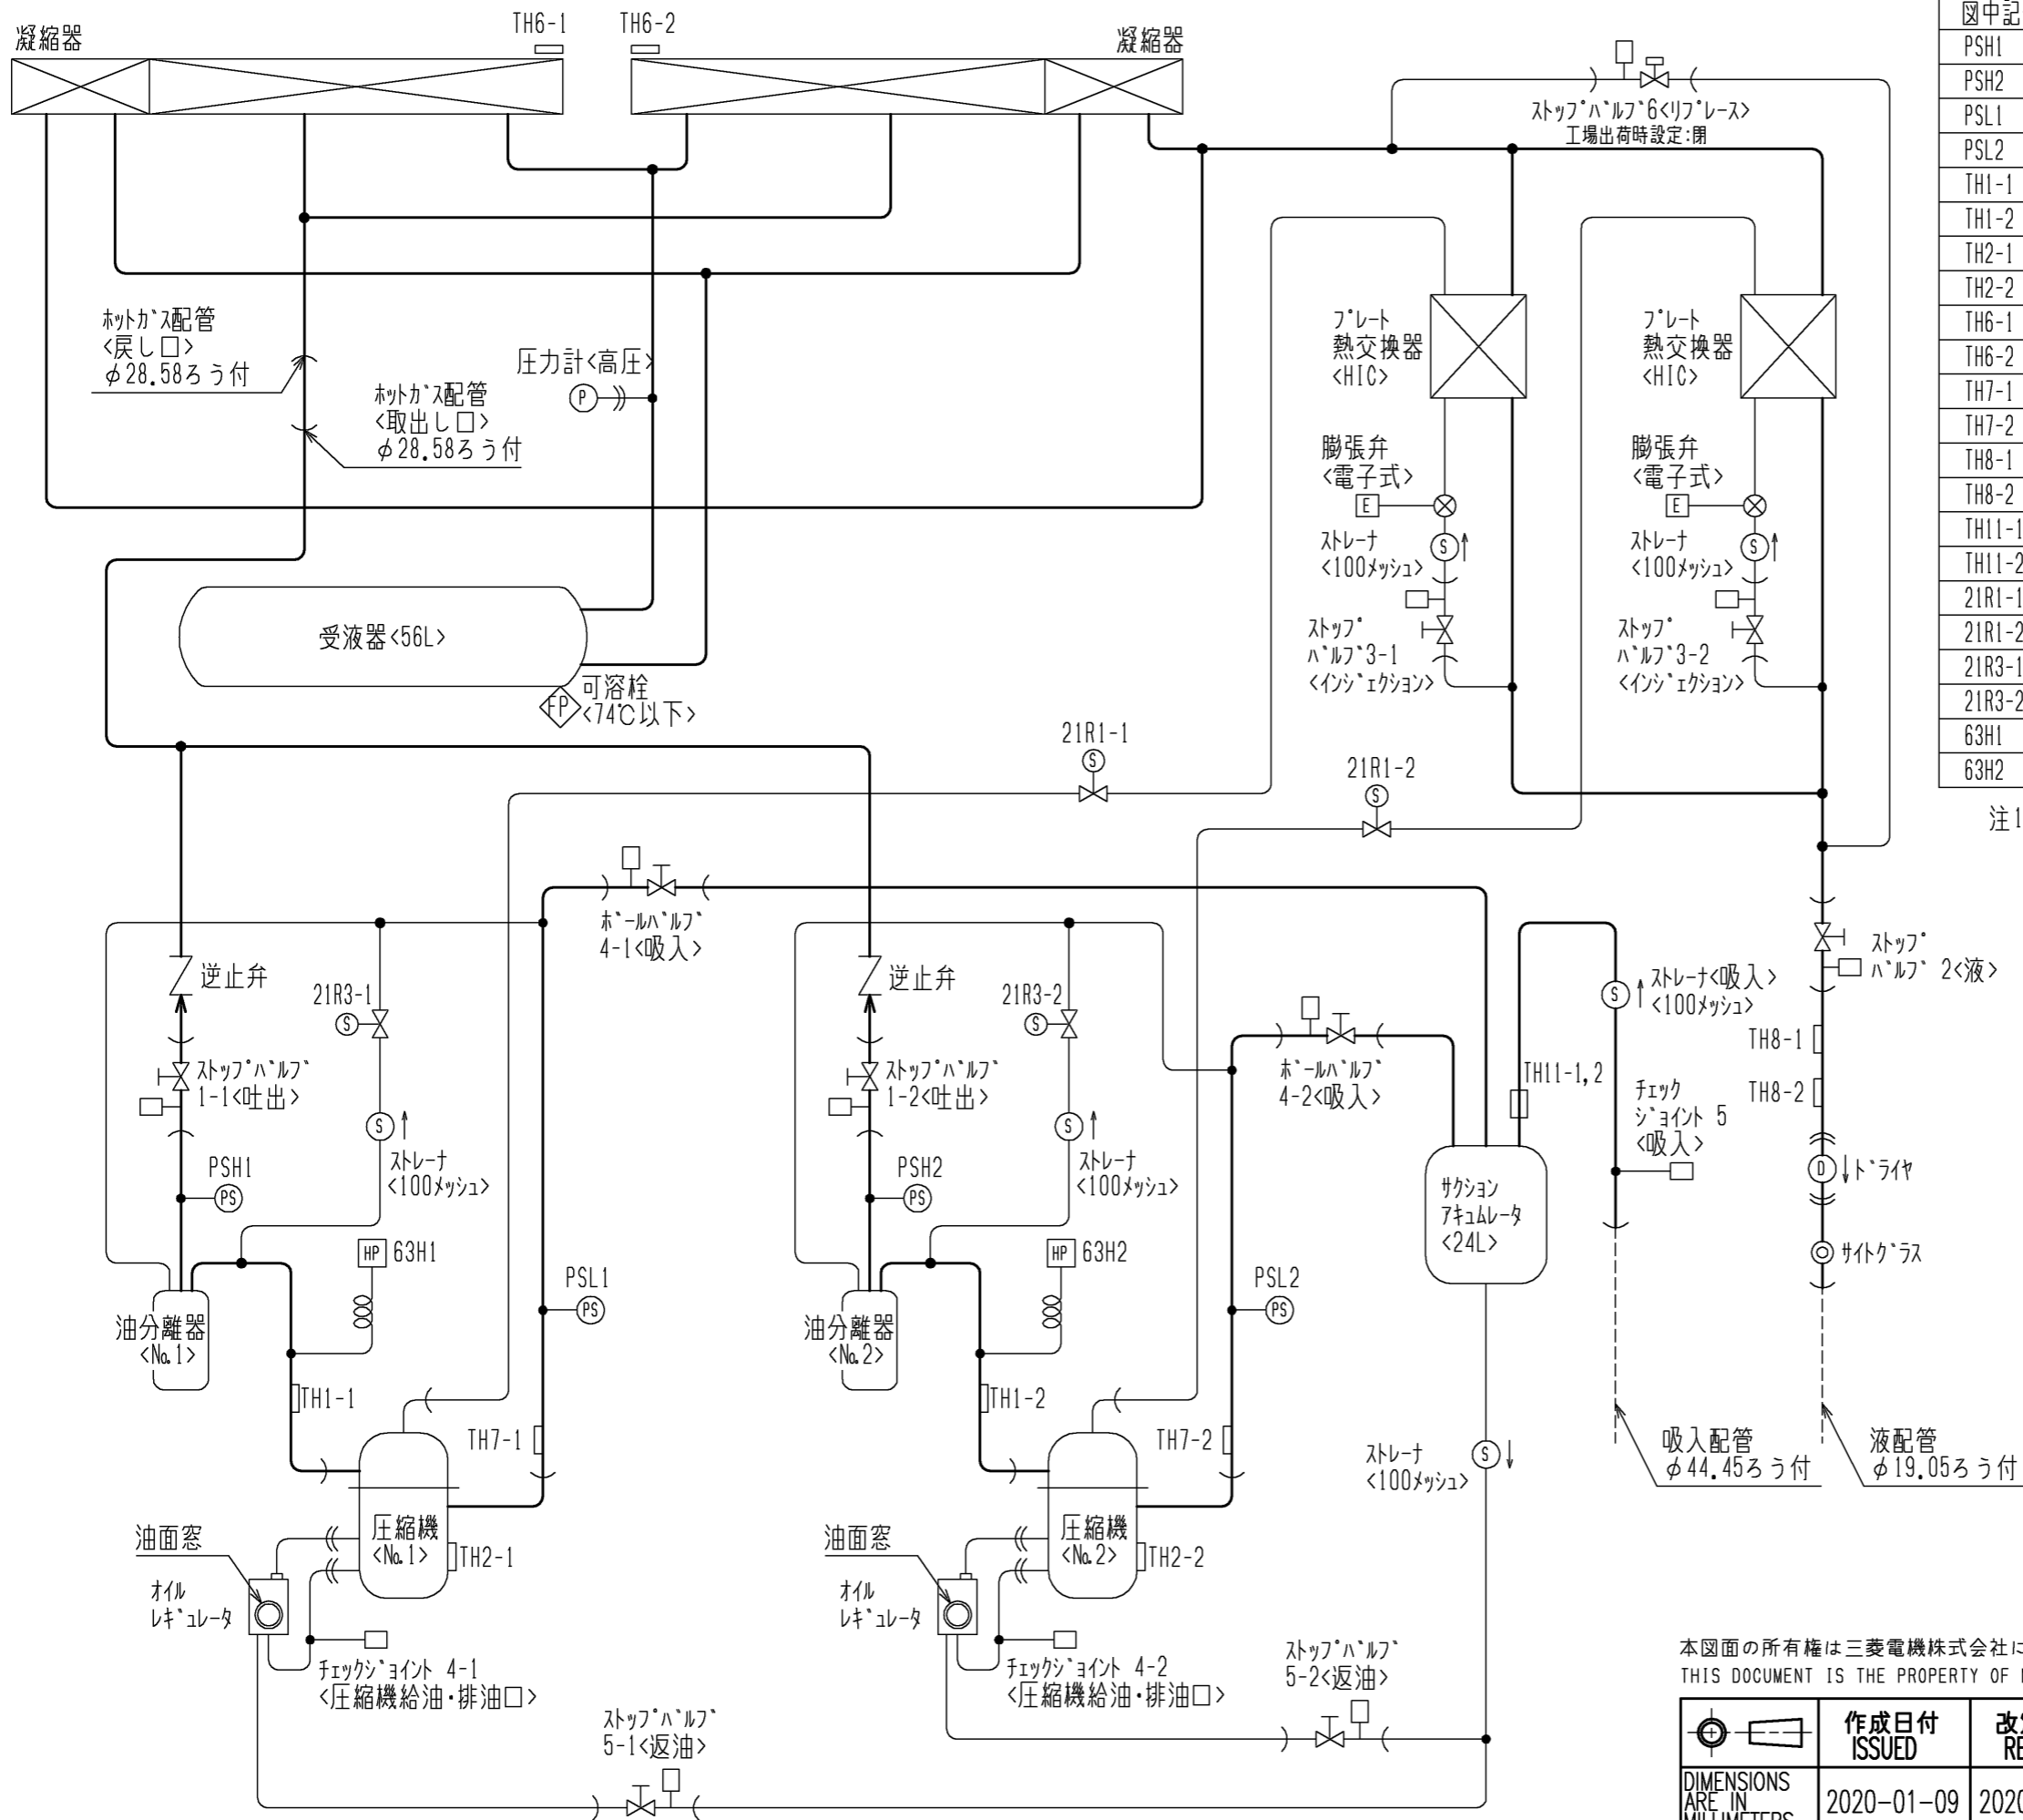 凝縮器
TH6-1
TH6-2
凝縮器
ストップバルブ6<リプレース>
工場出荷時設定:閉
図中記
PSH1
PSH2
PSL1
PSL2
TH1-1
TH1-2
TH2-1
TH2-2
TH6-1
TH6-2
TH7-1
TH7-2
TH8-1
TH8-2
TH11-1
TH11-2
21R1-1
21R1-2
21R3-1
21R3-2
63H1
63H2
注1
ホットガス配管
<戻し口>
φ28.58ろう付
ホットガス配管
<取出し口>
φ28.58ろう付
圧力計<高圧>
P
プレート
熱交換器
<HIC>
プレート
熱交換器
<HIC>
膨張弁
<電子式>
E
膨張弁
<電子式>
E
ストレーナ
<100メッシュ>
S
ストレーナ
<100メッシュ>
S
ストップ
バルブ3-1
<インジェクション>
ストップ
バルブ3-2
<インジェクション>
受液器<56L>
FP
可溶栓
<74℃以下>
21R1-1
S
21R1-2
S
ボールバルブ
4-1<吸入>
逆止弁
21R3-1
S
ストップバルブ
1-1<吐出>
S
ストレーナ
<100メッシュ>
PSH1
PS
逆止弁
21R3-2
S
ストップバルブ
1-2<吐出>
S
ストレーナ
<100メッシュ>
PSH2
PS
ボールバルブ
4-2<吸入>
TH11-1,2
S
ストレーナ<吸入>
<100メッシュ>
チェック
ジョイント 5
<吸入>
ストップ
バルブ 2<液>
TH8-1
TH8-2
D
ドライヤ
サイトグラス
サクション
アキュムレータ
<24L>
HP
63H1
PSL1
PS
HP
63H2
PSL2
PS
油分離器
<No.1>
油分離器
<No.2>
TH1-1
TH7-1
TH1-2
TH7-2
ストレーナ
<100メッシュ>
S
吸入配管
φ44.45ろう付
液配管
φ19.05ろう付
油面窓
圧縮機
<No.1>
TH2-1
オイル
レギュレータ
チェックジョイント 4-1
<圧縮機給油・排油口>
油面窓
圧縮機
<No.2>
TH2-2
オイル
レギュレータ
チェックジョイント 4-2
<圧縮機給油・排油口>
ストップバルブ
5-2<返油>
ストップバルブ
5-1<返油>
本図面の所有権は三菱電機株式会社に
THIS DOCUMENT IS THE PROPERTY OF
作成日付
ISSUED
DIMENSIONS
ARE IN
MILLIMETERS
2020-01-09